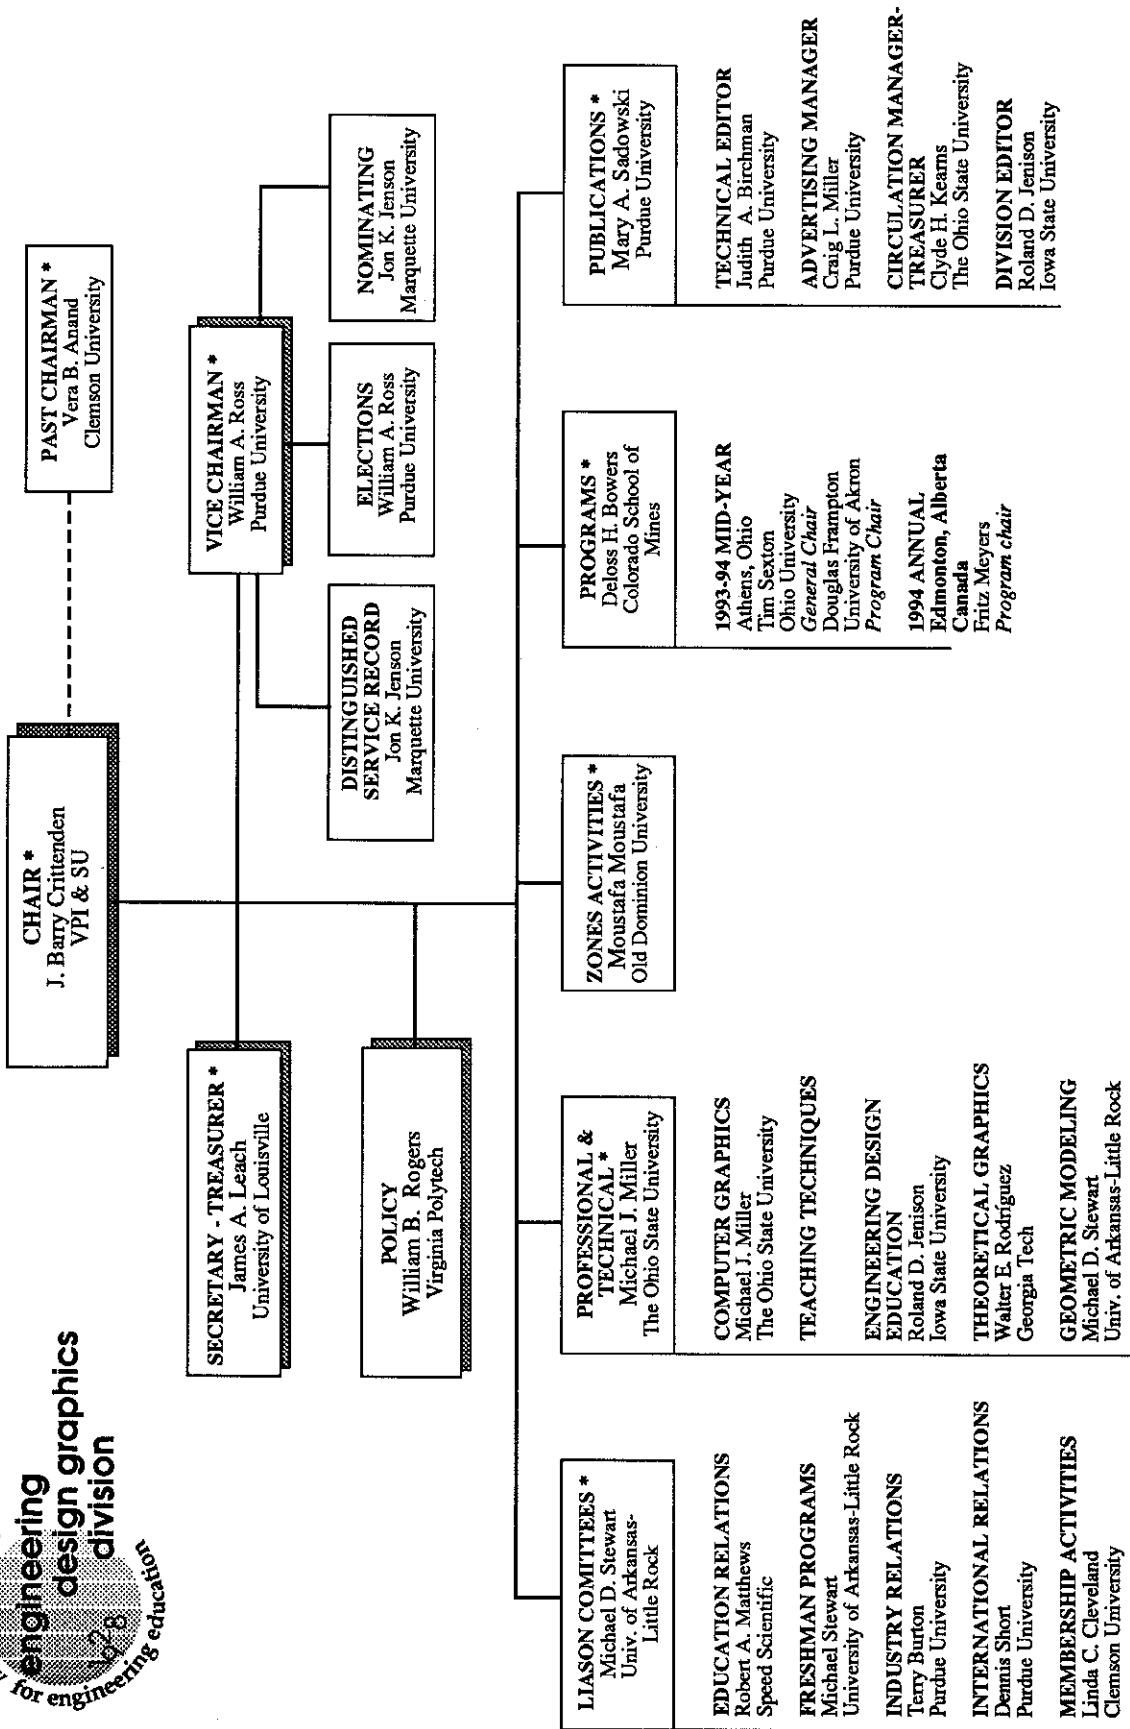 engineering
design graphics
division
1928
for engineering education
CHAIR *
J. Barry Crittenden
VPI & SU
PAST CHAIRMAN *
Vera B. Anand
Clemson University
SECRETARY - TREASURER *
James A. Leach
University of Louisville
VICE CHAIRMAN *
William A. Ross
Purdue University
POLICY
William B. Rogers
Virginia Polytech
DISTINGUISHED
SERVICE RECORD
Jon K. Jenson
Marquette University
ELECTIONS
William A. Ross
Purdue University
NOMINATING
Jon K. Jenson
Marquette University
LIASON COMITTEES *
Michael D. Stewart
Univ. of Arkansas-
Little Rock
EDUCATION RELATIONS
Robert A. Matthews
Speed Scientific
FRESHMAN PROGRAMS
Michael Stewart
University of Arkansas-Little Rock
INDUSTRY RELATIONS
Terry Burton
Purdue University
INTERNATIONAL RELATIONS
Dennis Short
Purdue University
MEMBERSHIP ACTIVITIES
Linda C. Cleveland
Clemson University
PROFESSIONAL &
TECHNICAL *
Michael J. Miller
The Ohio State University
COMPUTER GRAPHICS
Michael J. Miller
The Ohio State University
TEACHING TECHNIQUES
ENGINEERING DESIGN
EDUCATION
Roland D. Jenison
Iowa State University
THEORETICAL GRAPHICS
Walter E. Rodríguez
Georgia Tech
GEOMETRIC MODELING
Michael D. Stewart
Univ. of Arkansas-Little Rock
ZONES ACTIVITIES *
Moustafa Moustafa
Old Dominion University
PROGRAMS *
Deloss H. Bowers
Colorado School of
Mines
1993-94 MID-YEAR
Athens, Ohio
Tim Sexton
Ohio University
General Chair
Douglas Frampton
University of Akron
Program Chair
1994 ANNUAL
Edmonton, Alberta
Canada
Fritz Meyers
Program chair
PUBLICATIONS *
Mary A. Sadowski
Purdue University
TECHNICAL EDITOR
Judith A. Birchman
Purdue University
ADVERTISING MANAGER
Craig L. Miller
Purdue University
CIRCULATION MANAGER-
TREASURER
Clyde H. Kearns
The Ohio State University
DIVISION EDITOR
Roland D. Jenison
Iowa State University